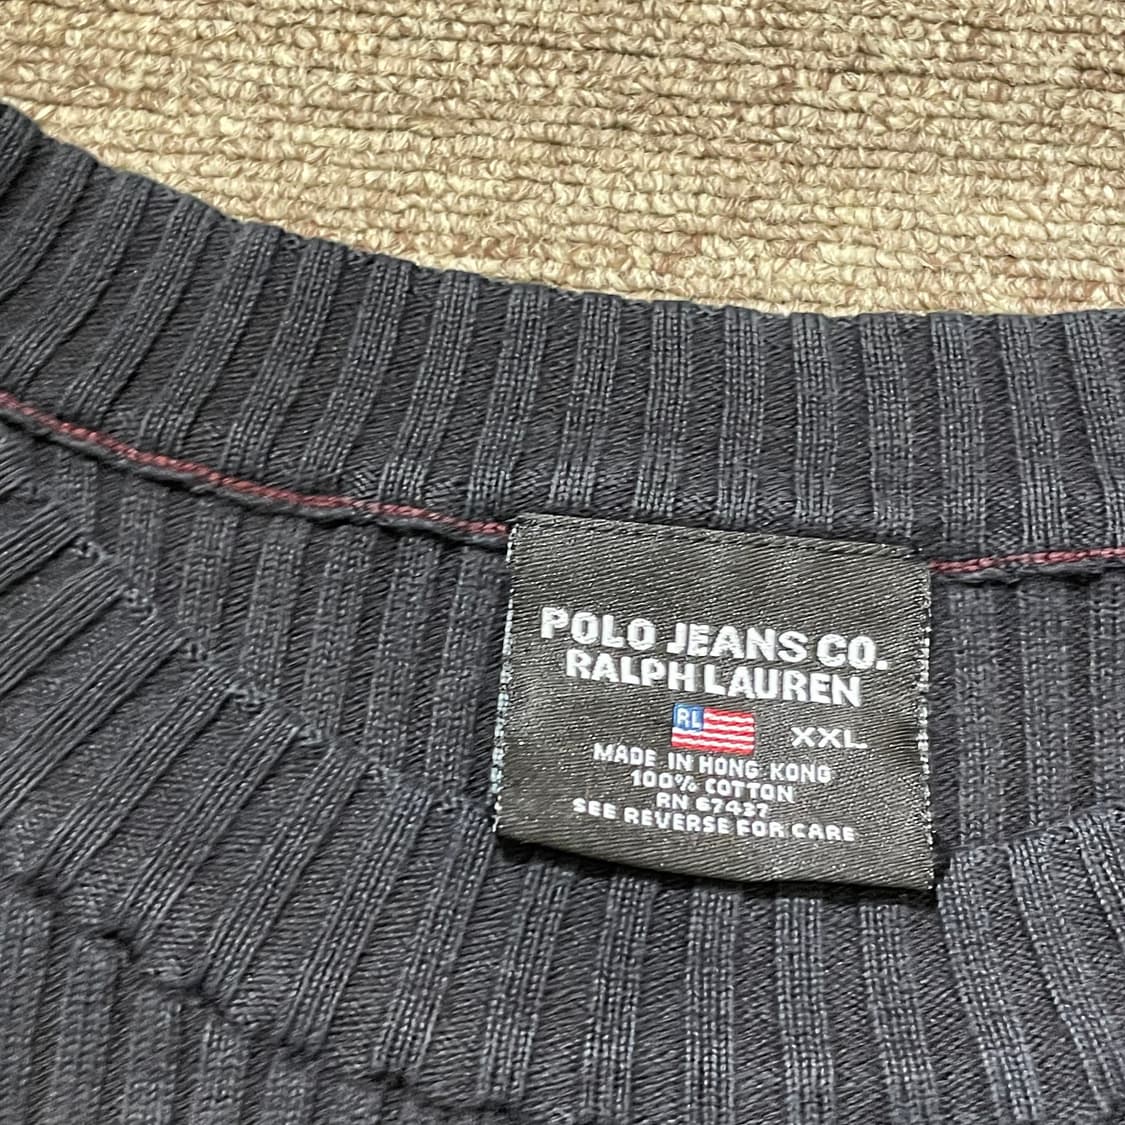 POLO JEANS CO.
RALPH LAUREN
RL XXL
MADE IN HONG KONG
100% COTTON
RN 67437
SEE REVERSE FOR CARE